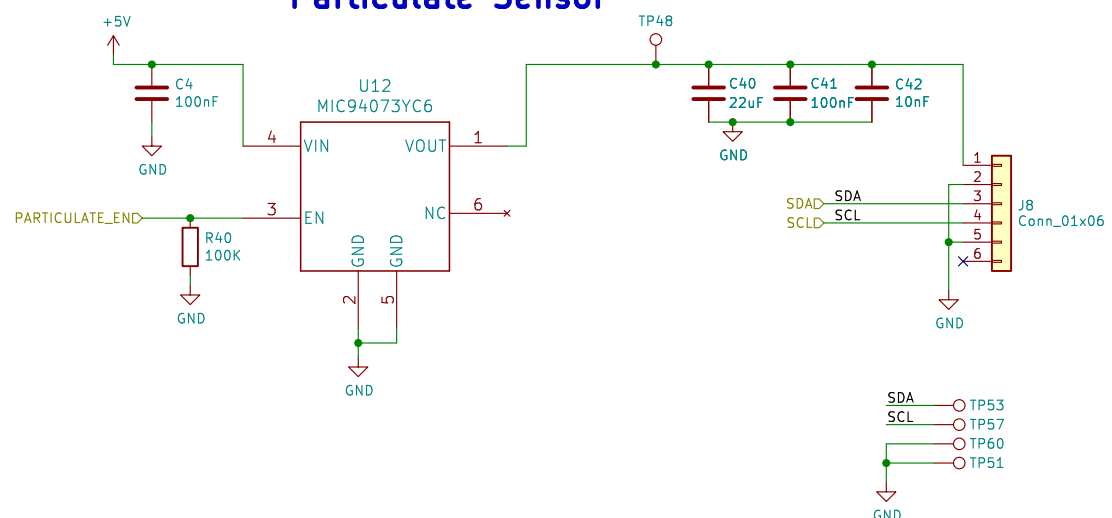 Particulate Sensor
+5V
TP48
C4
100nF
GND
U12
MIC94073YC6
4
VIN
VOUT
1
C40
22uF
C41
100nF
C42
10nF
GND
PARTICULATE_EN
3
EN
NC
6
R40
100K
GND
GND
GND
2
5
GND
1
2
3
4
5
6
SDA
SDA
SCL
SCL
J8
Conn_01x06
GND
SDA
TP53
SCL
TP57
TP60
TP51
GND